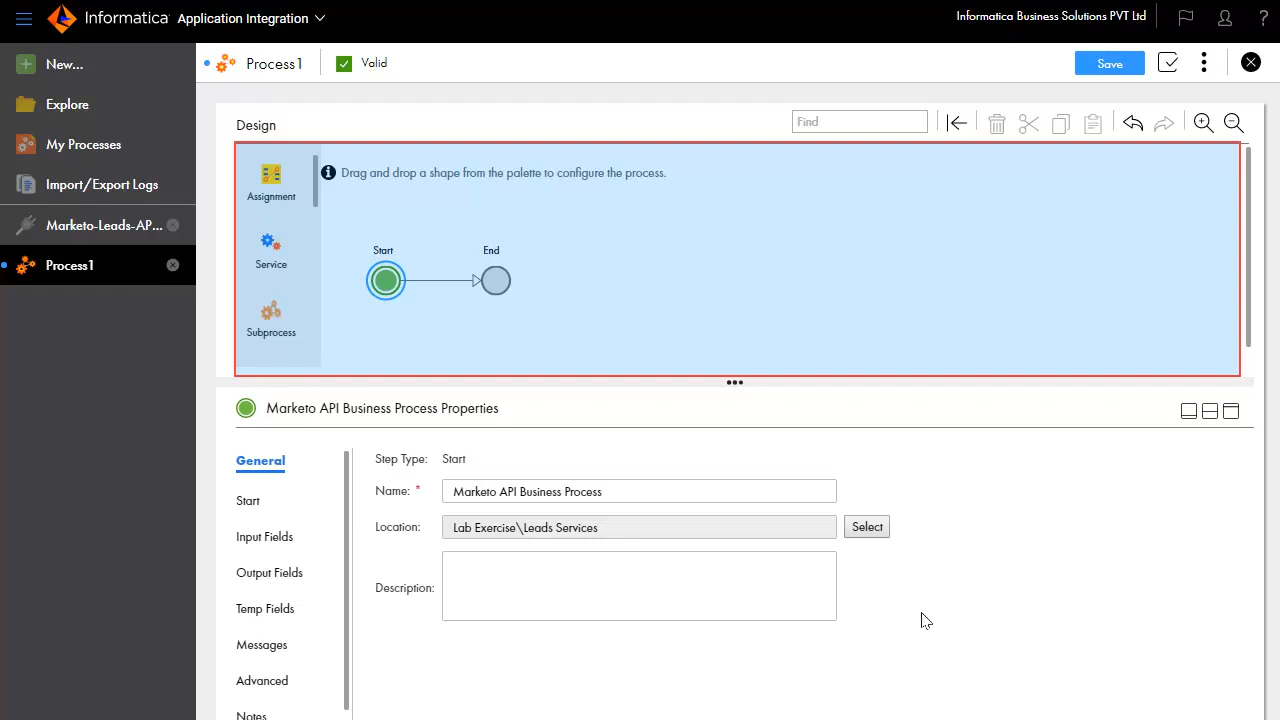 Informatica Application Integration
Informatica Business Solutions PVT Ltd
?
New...
Explore
My Processes
Import/Export Logs
Marketo-Leads-AP...
Process1
Process1
Valid
Save
Design
Find
Assignment
Service
Subprocess
Drag and drop a shape from the palette to configure the process.
Start
End
Marketo API Business Process Properties
General
Start
Input Fields
Output Fields
Temp Fields
Messages
Advanced
Notes
Step Type: Start
Name: * Marketo API Business Process
Location: Lab Exercise\Leads Services Select
Description: